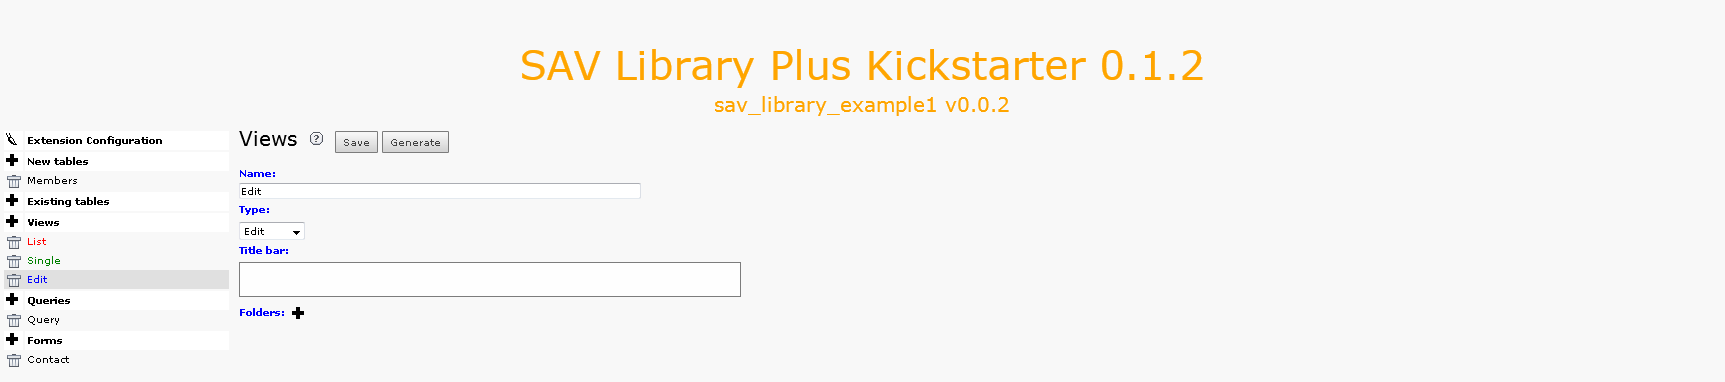 SAV Library Plus Kickstarter 0.1.2
sav_library_example1 v0.0.2
Extension Configuration
New tables
Members
Existing tables
Views
List
Single
Edit
Queries
Query
Forms
Contact
Views ? Save Generate
Name:
Edit
Type:
Edit
Title bar:
Folders: